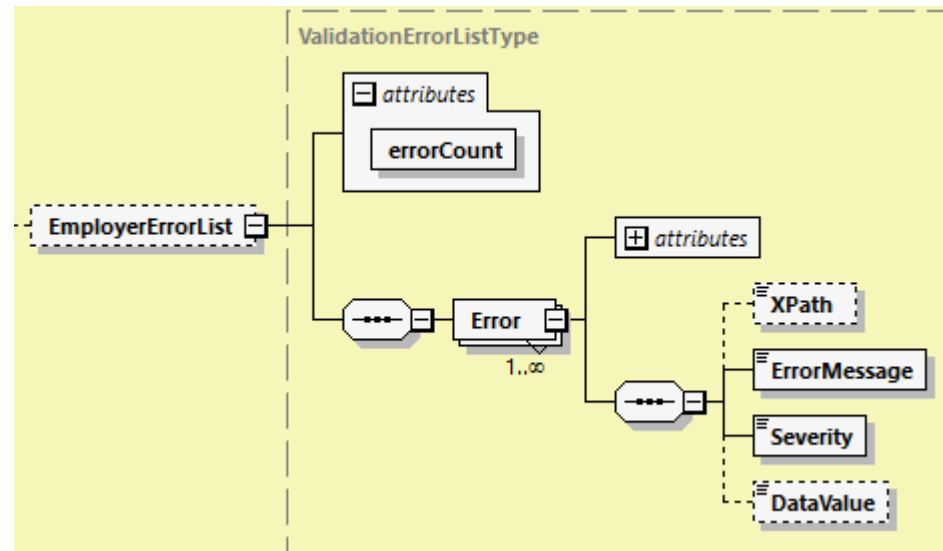 ValidationErrorListType
attributes
errorCount
EmployerErrorList
attributes
XPath
Error
1..∞
ErrorMessage
Severity
DataValue